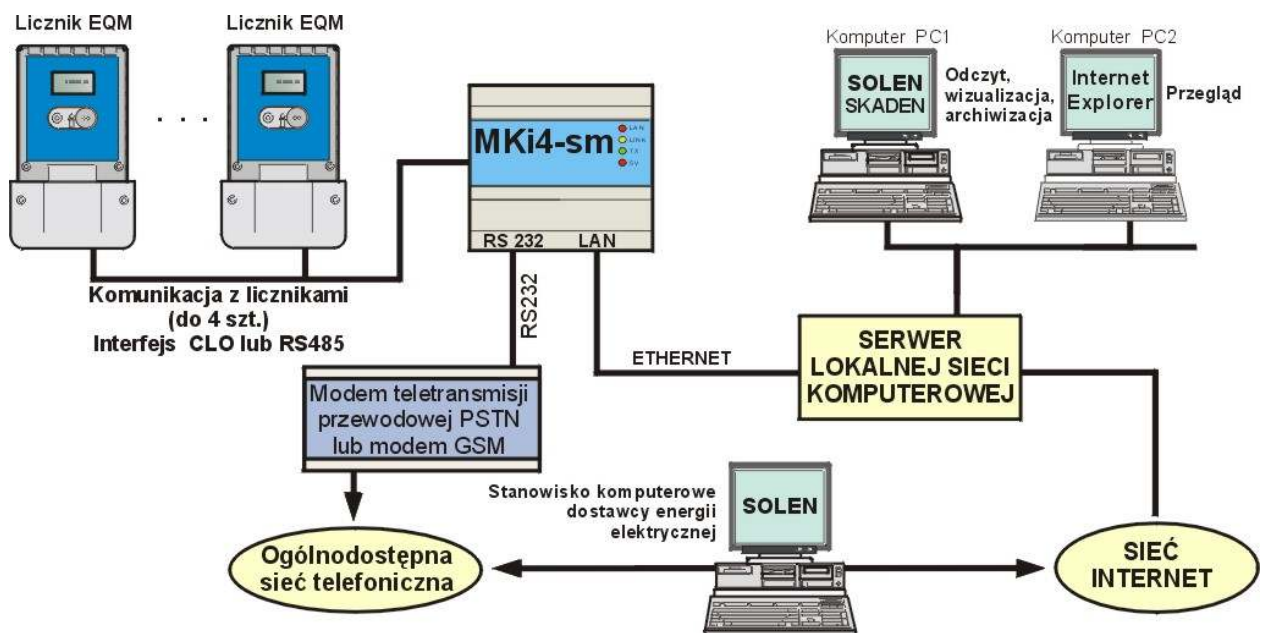 Licznik EQM
Licznik EQM
. . .
Komunikacja z licznikami
(do 4 szt.)
Interfejs CLO lub RS485
MKi4-sm
LAN
LINK
TX
5V
RS 232
LAN
RS232
ETHERNET
Modem teletransmisji
przewodowej PSTN
lub modem GSM
Ogólnodostępna
sieć telefoniczna
Komputer PC1
SOLEN
SKADEN
Odczyt,
wizualizacja,
archiwizacja
Komputer PC2
Internet
Explorer
Przegląd
SERWER
LOKALNEJ SIECI
KOMPUTEROWEJ
Stanowisko komputerowe
dostawcy energii
elektrycznej
SOLEN
SIEĆ
INTERNET